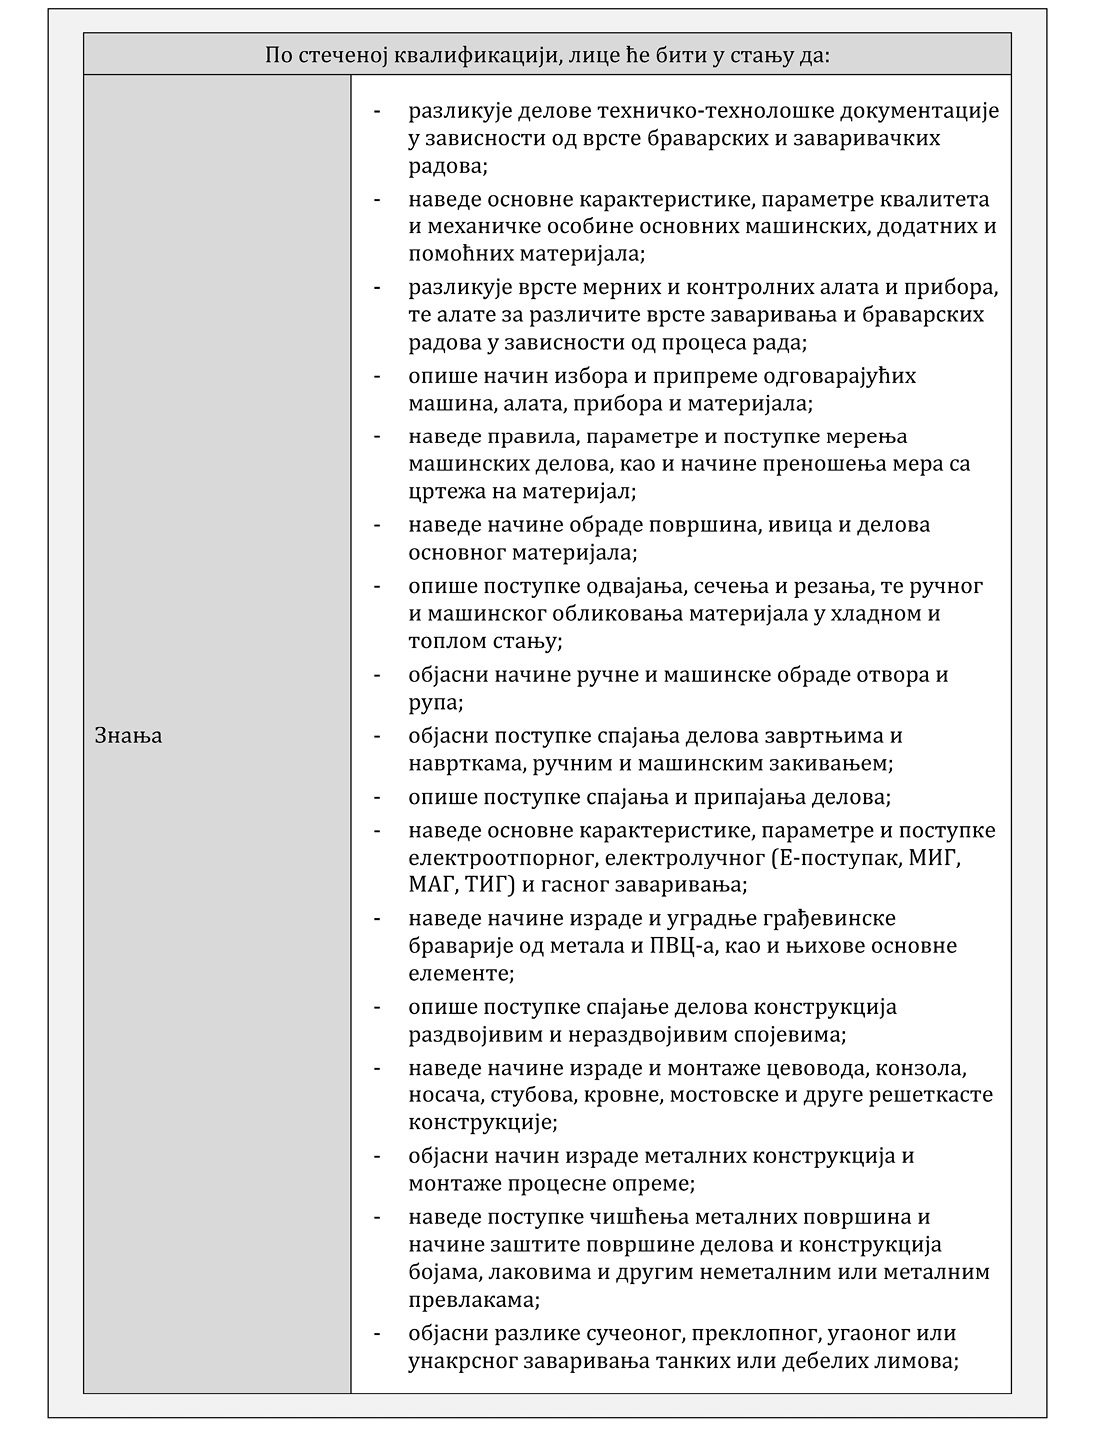 По стеченој квалификацији, лице ће бити у стању да:
Знања
- разликује делове техничко-технолошке документације
у зависности од врсте браварских и заваривачких
радова;
- наведе основне карактеристике, параметре квалитета
и механичке особине основних машинских, додатних и
помоћних материјала;
- разликује врсте мерних и контролних алата и прибора,
те алате за различите врсте заваривања и браварских
радова у зависности од процеса рада;
- опише начин избора и припреме одговарајућих
машина, алата, прибора и материјала;
- наведе правила, параметре и поступке мерења
машинских делова, као и начине преношења мера са
цртежа на материјал;
- наведе начине обраде површина, ивица и делова
основног материјала;
- опише поступке одвајања, сечења и резања, те ручног
и машинског обликовања материјала у хладном и
топлом стању;
- објасни начине ручне и машинске обраде отвора и
рупа;
- објасни поступке спајања делова завртњима и
наврткама, ручним и машинским закивањем;
- опише поступке спајања и припајања делова;
- наведе основне карактеристике, параметре и поступке
електроотпорног, електролучног (Е-поступак, МИГ,
МАГ, ТИГ) и гасног заваривања;
- наведе начине израде и уградње грађевинске
браварије од метала и ПВЦ-а, као и њихове основне
елементе;
- опише поступке спајање делова конструкција
раздвојивим и нераздвојивим спојевима;
- наведе начине израде и монтаже цевовода, конзола,
носача, стубова, кровне, мостовске и друге решеткасте
конструкције;
- објасни начин израде металних конструкција и
монтаже процесне опреме;
- наведе поступке чишћења металних површина и
начине заштите површине делова и конструкција
бојама, лаковима и другим неметалним или металним
превлакама;
- објасни разлике сучеоног, преклопног, угаоног или
унакрсног заваривања танких или дебелих лимова;